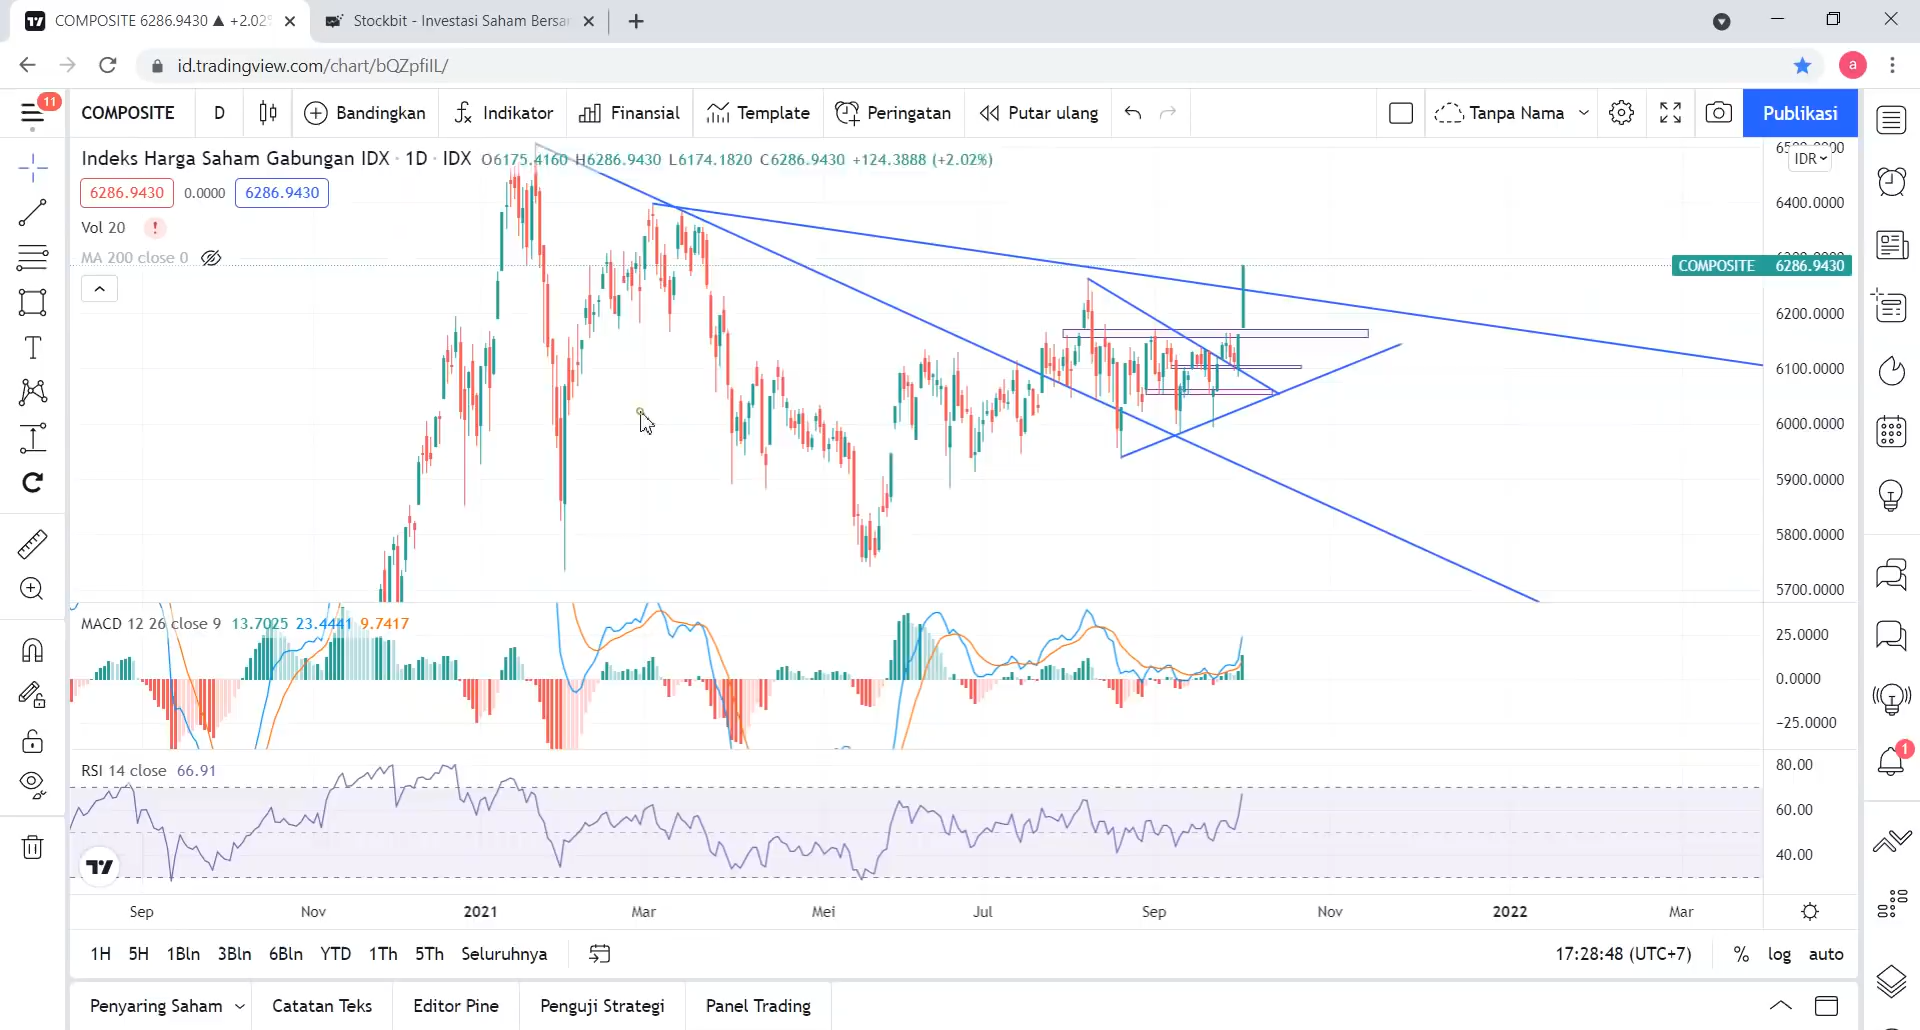 COMPOSITE 6286.9430 ▲ +2.02%
Stockbit - Investasi Saham Bersa
id.tradingview.com/chart/bQZpfiIL/
a
11
COMPOSITE D Bandingkan Indikator Finansial Template Peringatan Putar ulang Tanpa Nama Publikasi
Indeks Harga Saham Gabungan IDX · 1D · IDX O6175.4160 H6286.9430 L6174.1820 C6286.9430 +124.3888 (+2.02%)
IDR
6286.9430 0.0000 6286.9430
Vol 20 !
MA 200 close 0
6400.0000
COMPOSITE 6286.9430
6200.0000
6100.0000
6000.0000
5900.0000
5800.0000
5700.0000
MACD 12 26 close 9 13.7025 23.4441 9.7417
25.0000
0.0000
−25.0000
RSI 14 close 66.91
80.00
60.00
40.00
1
Sep Nov 2021 Mar Mei Jul Sep Nov 2022 Mar
1H 5H 1Bln 3Bln 6Bln YTD 1Th 5Th Seluruhnya 17:28:48 (UTC+7) % log auto
Penyaring Saham Catatan Teks Editor Pine Penguji Strategi Panel Trading